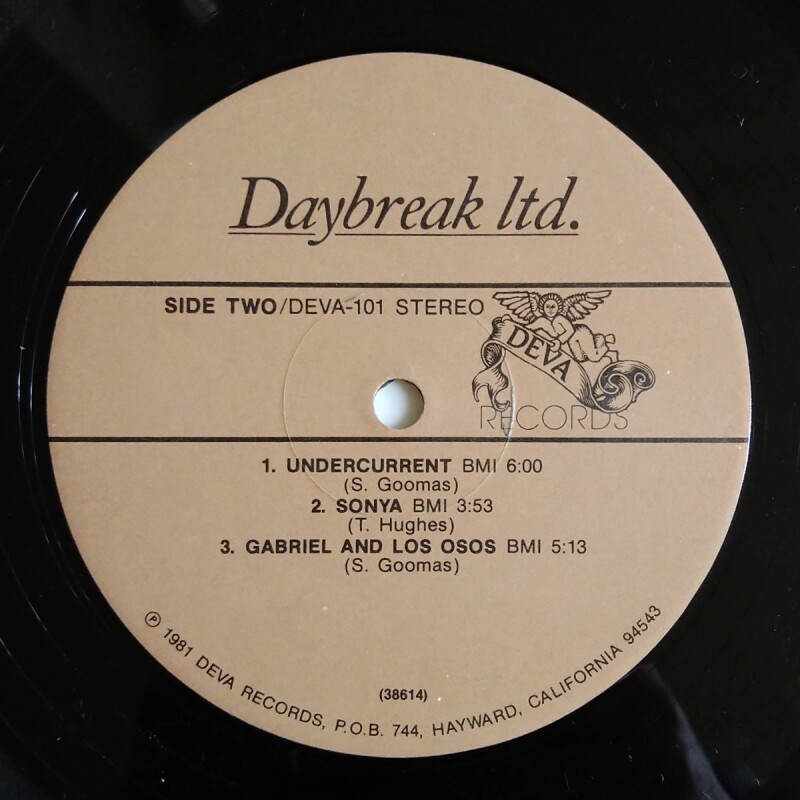 Daybreak ltd.
SIDE TWO/DEVA-101 STEREO
DEVA
RECORDS
1. UNDERCURRENT BMI 6:00
(S. Goomas)
2. SONYA BMI 3:53
(T. Hughes)
3. GABRIEL AND LOS OSOS BMI 5:13
(S. Goomas)
(38614)
℗ 1981 DEVA RECORDS, P.O.B. 744, HAYWARD, CALIFORNIA 94543